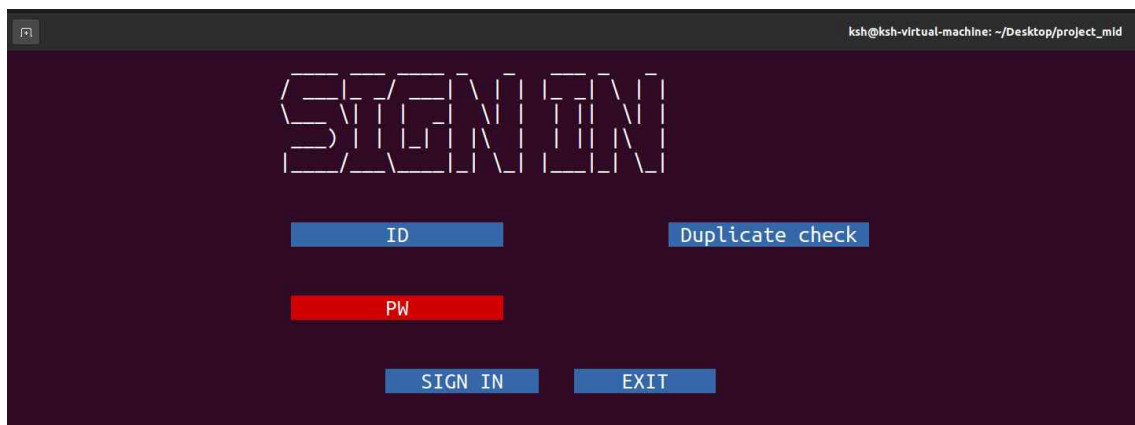 ksh@ksh-virtual-machine: ~/Desktop/project_mid
SIGN IN
ID Duplicate check
PW
SIGN IN EXIT